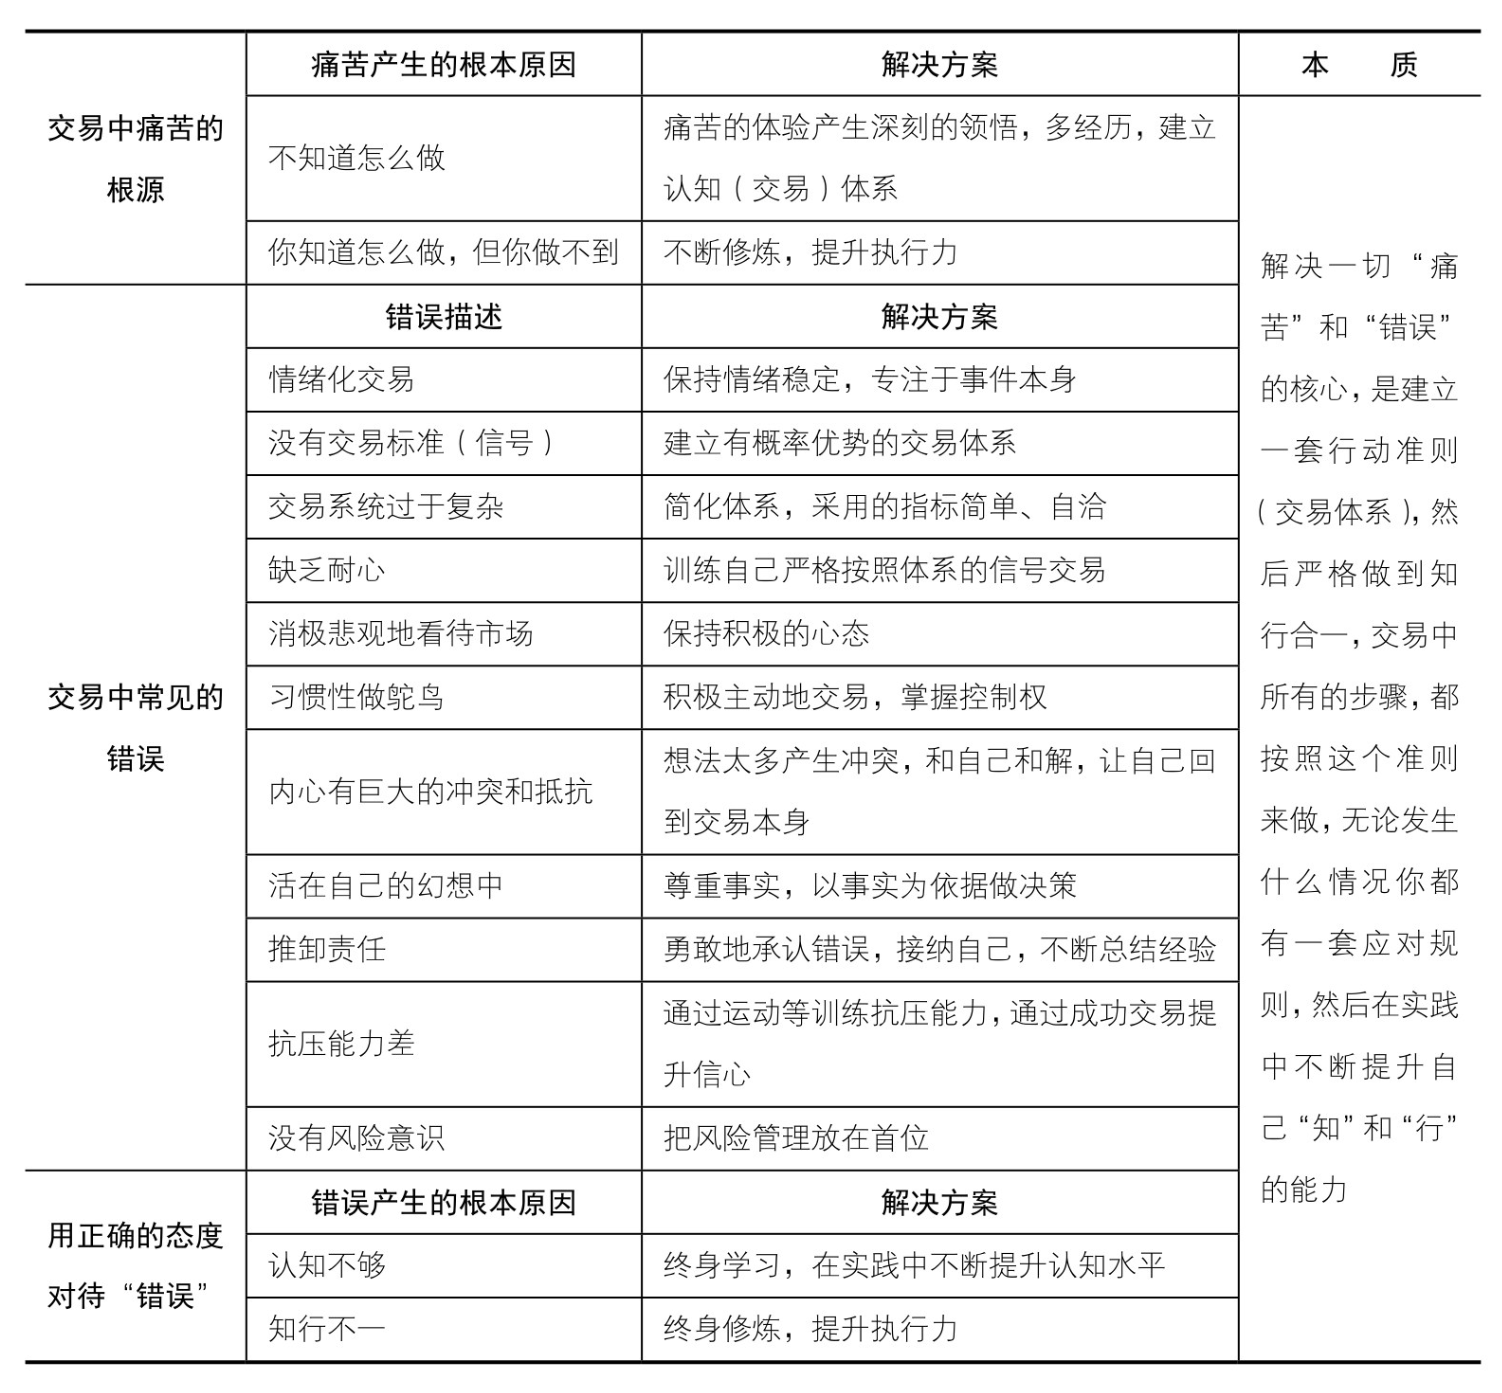 交易中痛苦的
根源
痛苦产生的根本原因
解决方案
不知道怎么做
痛苦的体验产生深刻的领悟，多经历，建立
认知（交易）体系
你知道怎么做，但你做不到
不断修炼，提升执行力
交易中常见的
错误
错误描述
解决方案
情绪化交易
保持情绪稳定，专注于事件本身
没有交易标准（信号）
建立有概率优势的交易体系
交易系统过于复杂
简化体系，采用的指标简单、自洽
缺乏耐心
训练自己严格按照体系的信号交易
消极悲观地看待市场
保持积极的心态
习惯性做鸵鸟
积极主动地交易，掌握控制权
内心有巨大的冲突和抵抗
想法太多产生冲突，和自己和解，让自己回
到交易本身
活在自己的幻想中
尊重事实，以事实为依据做决策
推卸责任
勇敢地承认错误，接纳自己，不断总结经验
抗压能力差
通过运动等训练抗压能力，通过成功交易提
升信心
没有风险意识
把风险管理放在首位
用正确的态度
对待“错误”
错误产生的根本原因
解决方案
认知不够
终身学习，在实践中不断提升认知水平
知行不一
终身修炼，提升执行力
本　　质
解决一切“痛
苦”和“错误”
的核心，是建立
一套行动准则
（交易体系），然
后严格做到知
行合一，交易中
所有的步骤，都
按照这个准则
来做，无论发生
什么情况你都
有一套应对规
则，然后在实践
中不断提升自
己“知”和“行”
的能力